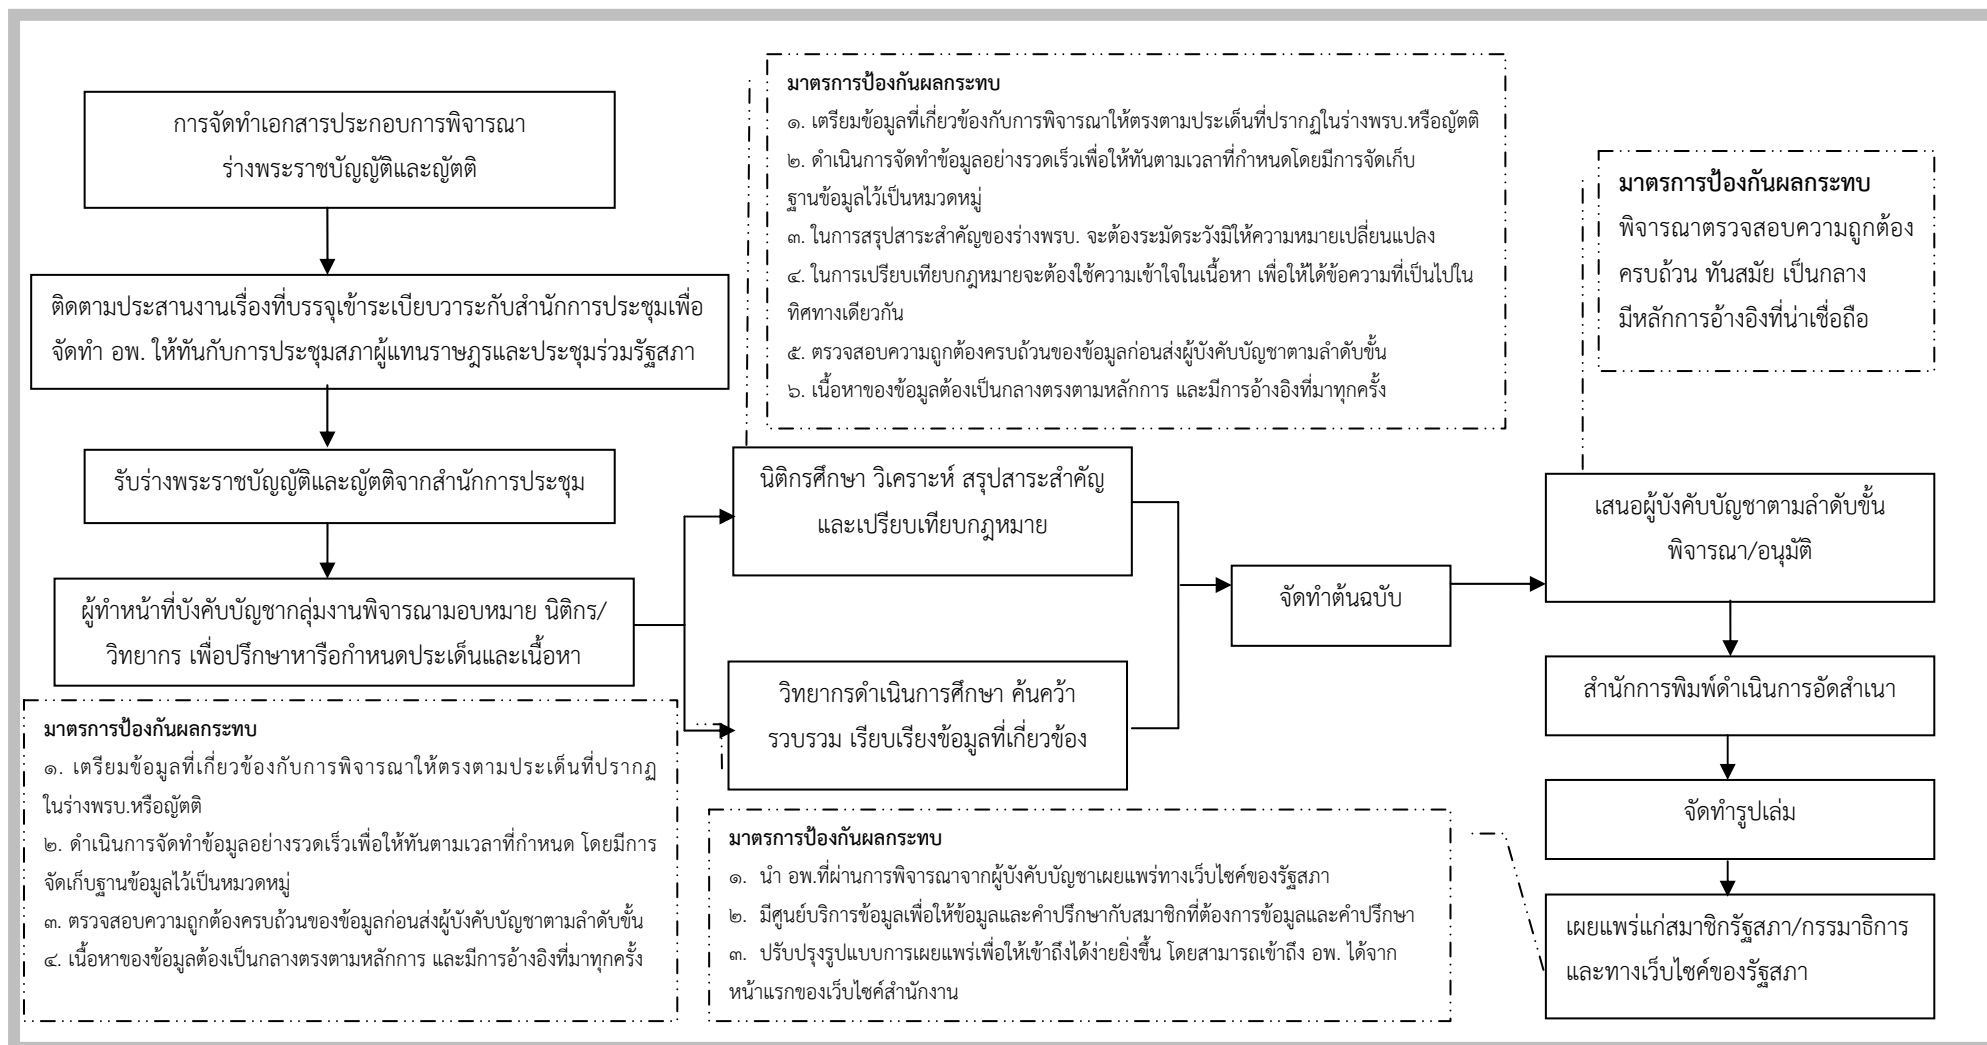 การจัดทำเอกสารประกอบการพิจารณา
ร่างพระราชบัญญัติและญัตติ
ติดตามประสานงานเรื่องที่บรรจุเข้าระเบียบวาระกับสำนักการประชุมเพื่อ
จัดทำ อพ. ให้ทันกับการประชุมสภาผู้แทนราษฎรและประชุมร่วมรัฐสภา
รับร่างพระราชบัญญัติและญัตติจากสำนักการประชุม
ผู้ทำหน้าที่บังคับบัญชากลุ่มงานพิจารณามอบหมาย นิติกร/
วิทยากร เพื่อปรึกษาหารือกำหนดประเด็นและเนื้อหา
มาตรการป้องกันผลกระทบ
๑. เตรียมข้อมูลที่เกี่ยวข้องกับการพิจารณาให้ตรงตามประเด็นที่ปรากฏ
ในร่างพรบ.หรือญัตติ
๒. ดำเนินการจัดทำข้อมูลอย่างรวดเร็วเพื่อให้ทันตามเวลาที่กำหนด โดยมีการ
จัดเก็บฐานข้อมูลไว้เป็นหมวดหมู่
๓. ตรวจสอบความถูกต้องครบถ้วนของข้อมูลก่อนส่งผู้บังคับบัญชาตามลำดับขั้น
๔. เนื้อหาของข้อมูลต้องเป็นกลางตรงตามหลักการ และมีการอ้างอิงที่มาทุกครั้ง
มาตรการป้องกันผลกระทบ
๑. เตรียมข้อมูลที่เกี่ยวข้องกับการพิจารณาให้ตรงตามประเด็นที่ปรากฏในร่างพรบ.หรือญัตติ
๒. ดำเนินการจัดทำข้อมูลอย่างรวดเร็วเพื่อให้ทันตามเวลาที่กำหนดโดยมีการจัดเก็บ
ฐานข้อมูลไว้เป็นหมวดหมู่
๓. ในการสรุปสาระสำคัญของร่างพรบ. จะต้องระมัดระวังมิให้ความหมายเปลี่ยนแปลง
๔. ในการเปรียบเทียบกฎหมายจะต้องใช้ความเข้าใจในเนื้อหา เพื่อให้ได้ข้อความที่เป็นไปใน
ทิศทางเดียวกัน
๕. ตรวจสอบความถูกต้องครบถ้วนของข้อมูลก่อนส่งผู้บังคับบัญชาตามลำดับขั้น
๖. เนื้อหาของข้อมูลต้องเป็นกลางตรงตามหลักการ และมีการอ้างอิงที่มาทุกครั้ง
นิติกรศึกษา วิเคราะห์ สรุปสาระสำคัญ
และเปรียบเทียบกฎหมาย
วิทยากรดำเนินการศึกษา ค้นคว้า
รวบรวม เรียบเรียงข้อมูลที่เกี่ยวข้อง
มาตรการป้องกันผลกระทบ
๑. นำ อพ.ที่ผ่านการพิจารณาจากผู้บังคับบัญชาเผยแพร่ทางเว็บไซค์ของรัฐสภา
๒. มีศูนย์บริการข้อมูลเพื่อให้ข้อมูลและคำปรึกษากับสมาชิกที่ต้องการข้อมูลและคำปรึกษา
๓. ปรับปรุงรูปแบบการเผยแพร่เพื่อให้เข้าถึงได้ง่ายยิ่งขึ้น โดยสามารถเข้าถึง อพ. ได้จาก
หน้าแรกของเว็บไซค์สำนักงาน
จัดทำต้นฉบับ
มาตรการป้องกันผลกระทบ
พิจารณาตรวจสอบความถูกต้อง
ครบถ้วน ทันสมัย เป็นกลาง
มีหลักการอ้างอิงที่น่าเชื่อถือ
เสนอผู้บังคับบัญชาตามลำดับขั้น
พิจารณา/อนุมัติ
สำนักการพิมพ์ดำเนินการอัดสำเนา
จัดทำรูปเล่ม
เผยแพร่แก่สมาชิกรัฐสภา/กรรมาธิการ
และทางเว็บไซค์ของรัฐสภา